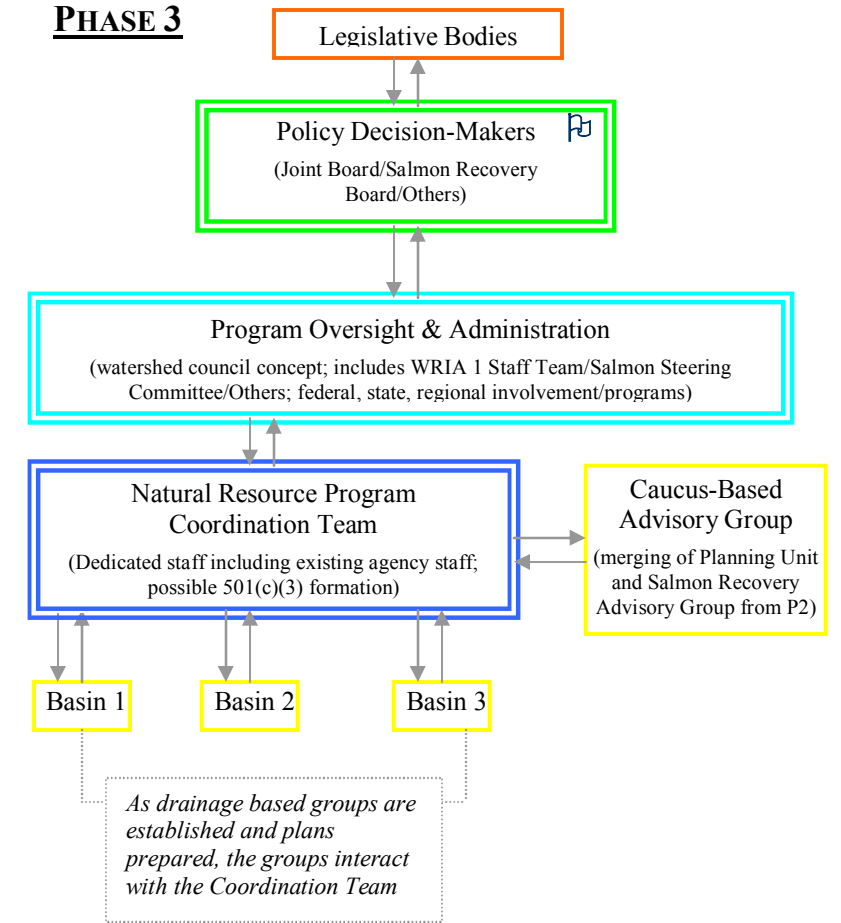 PHASE 3
Legislative Bodies
Policy Decision-Makers
(Joint Board/Salmon Recovery
Board/Others)
Program Oversight & Administration
(watershed council concept; includes WRIA 1 Staff Team/Salmon Steering
Committee/Others; federal, state, regional involvement/programs)
Natural Resource Program
Coordination Team
(Dedicated staff including existing agency staff;
possible 501(c)(3) formation)
Caucus-Based
Advisory Group
(merging of Planning Unit
and Salmon Recovery
Advisory Group from P2)
Basin 1
Basin 2
Basin 3
As drainage based groups are
established and plans
prepared, the groups interact
with the Coordination Team